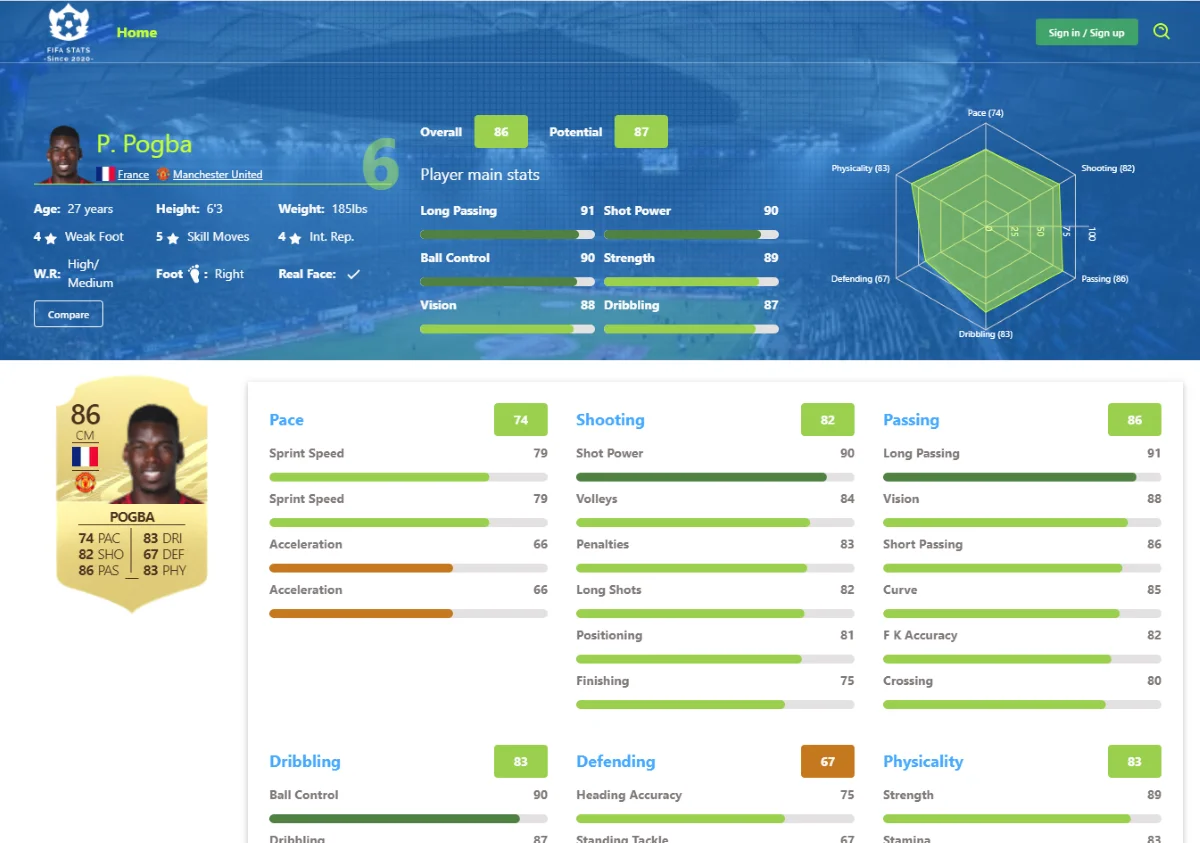 FIFA STATS
-Since 2020-
Home
Sign in / Sign up
P. Pogba
France Manchester United
6
Age: 27 years Height: 6'3 Weight: 185lbs
4 Weak Foot 5 Skill Moves 4 Int. Rep.
W.R: High/ Medium Foot : Right Real Face:
Compare
Overall 86 Potential 87
Player main stats
Long Passing 91 Shot Power 90
Ball Control 90 Strength 89
Vision 88 Dribbling 87
Pace (74)
Shooting (82)
Passing (86)
Dribbling (83)
Defending (67)
Physicality (83)
0 25 50 75 100
86
CM
POGBA
74 PAC 83 DRI
82 SHO 67 DEF
86 PAS 83 PHY
Pace 74
Sprint Speed 79
Sprint Speed 79
Acceleration 66
Acceleration 66
Shooting 82
Shot Power 90
Volleys 84
Penalties 83
Long Shots 82
Positioning 81
Finishing 75
Passing 86
Long Passing 91
Vision 88
Short Passing 86
Curve 85
F K Accuracy 82
Crossing 80
Dribbling 83
Ball Control 90
Dribbling 87
Defending 67
Heading Accuracy 75
Standing Tackle 67
Physicality 83
Strength 89
Stamina 83